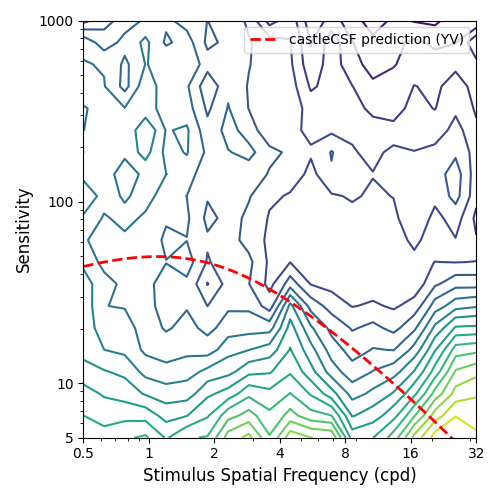 1000
castleCSF prediction (YV)
Sensitivity
100
10
5
0.5 1 2 4 8 16 32
Stimulus Spatial Frequency (cpd)